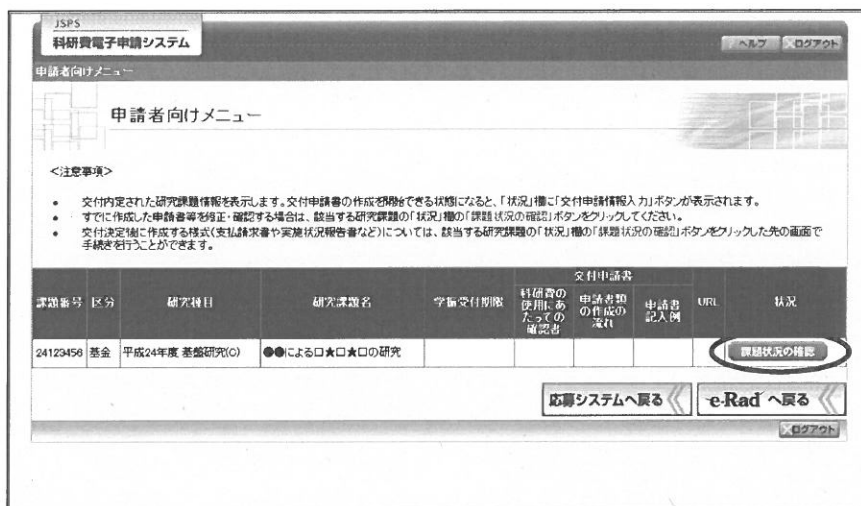 JSPS
科研費電子申請システム
ヘルプ
ログアウト
申請者向けメニュー
申請者向けメニュー
<注意事項>
• 交付内定された研究課題情報を表示します。交付申請書の作成を開始できる状態になると、「状況」欄に「交付申請情報入力」ボタンが表示されます。
• すでに作成した申請書等を修正・確認する場合は、該当する研究課題の「状況」欄の「課題状況の確認」ボタンをクリックしてください。
• 交付決定後に作成する様式(支払請求書や実施状況報告書など)については、該当する研究課題の「状況」欄の「課題状況の確認」ボタンをクリックした先の画面で
手続きを行うことができます。
交付申請書
課題番号 区分 研究種目 研究課題名 学振受付期限 科研費の使用にあたっての確認書 申請書類の作成の流れ 申請書記入例 URL 状況
24123456 基金 平成24年度 基盤研究(C) ●●による□★□★□の研究 課題状況の確認
応募システムへ戻る
e-Rad へ戻る
ログアウト